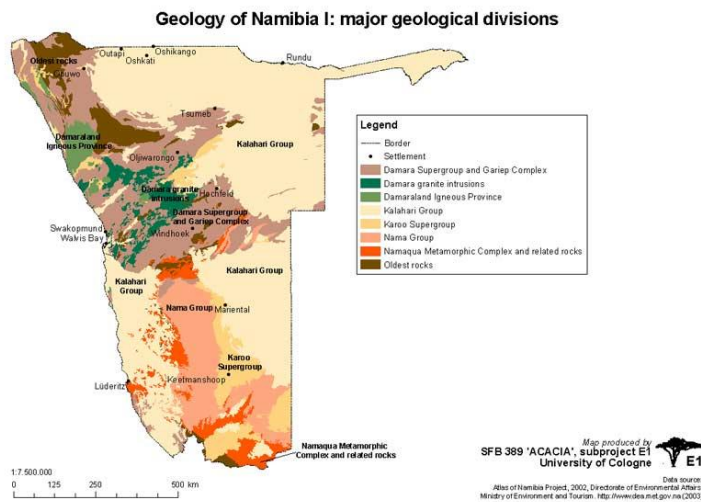 Geology of Namibia I: major geological divisions
Oshikango
Outapi
Oshkati
Rundu
Oldest rocks
Opuwo
Tsumeb
Damaraland
Igneous Province
Kalahari Group
Otjiwarongo
Damara granite
intrusions
Hochfeld
Damara Supergroup
and Gariep Complex
Swakopmund
Walvis Bay
Windhoek
Kalahari
Group
Kalahari Group
Nama Group
Mariental
Karoo
Supergroup
Keetmanshoop
Lüderitz
Namaqua Metamorphic
Complex and related rocks
Legend
Border
Settlement
Damara Supergroup and Gariep Complex
Damara granite intrusions
Damaraland Igneous Province
Kalahari Group
Karoo Supergroup
Nama Group
Namaqua Metamorphic Complex and related rocks
Oldest rocks
1:7.500.000
0 125 250 500 km
Map produced by
SFB 389 'ACACIA', subproject E1
University of Cologne
E1
Data source:
Atlas of Namibia Project, 2002, Directorate of Environmental Affairs,
Ministry of Environment and Tourism. http://www.dea.met.gov.na(2003)